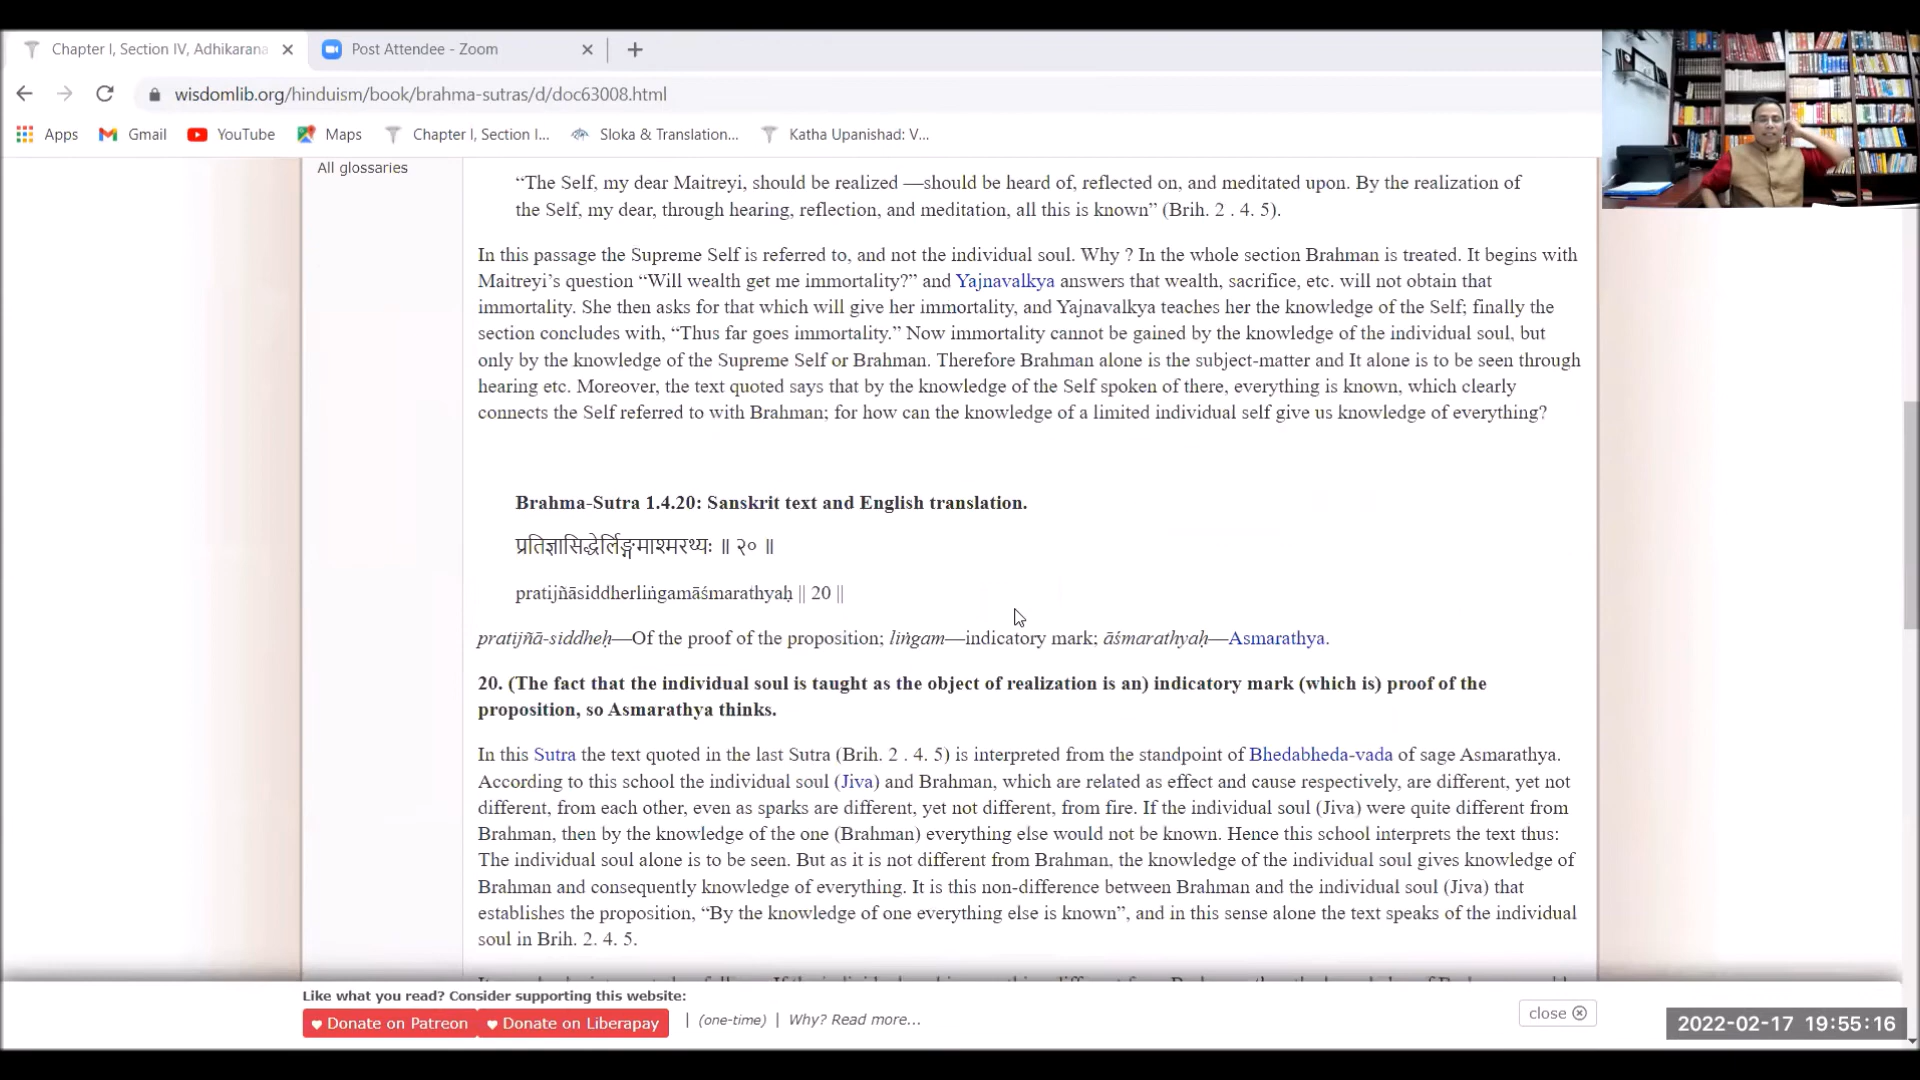 Chapter I, Section IV, Adhikarana
Post Attendee - Zoom
wisdomlib.org/hinduism/book/brahma-sutras/d/doc63008.html
Apps Gmail YouTube Maps Chapter I, Section I... Sloka & Translation... Katha Upanishad: V...
All glossaries
“The Self, my dear Maitreyi, should be realized —should be heard of, reflected on, and meditated upon. By the realization of
the Self, my dear, through hearing, reflection, and meditation, all this is known” (Brih. 2 . 4. 5).
In this passage the Supreme Self is referred to, and not the individual soul. Why ? In the whole section Brahman is treated. It begins with
Maitreyi’s question “Will wealth get me immortality?” and Yajnavalkya answers that wealth, sacrifice, etc. will not obtain that
immortality. She then asks for that which will give her immortality, and Yajnavalkya teaches her the knowledge of the Self; finally the
section concludes with, “Thus far goes immortality.” Now immortality cannot be gained by the knowledge of the individual soul, but
only by the knowledge of the Supreme Self or Brahman. Therefore Brahman alone is the subject-matter and It alone is to be seen through
hearing etc. Moreover, the text quoted says that by the knowledge of the Self spoken of there, everything is known, which clearly
connects the Self referred to with Brahman; for how can the knowledge of a limited individual self give us knowledge of everything?
Brahma-Sutra 1.4.20: Sanskrit text and English translation.
प्रतिज्ञासिद्धेर्लिङ्गमाश्मरथ्यः ॥ २० ॥
pratijñāsiddherliṅgamāśmarathyaḥ || 20 ||
pratijñā-siddheḥ—Of the proof of the proposition; liṅgam—indicatory mark; āśmarathyaḥ—Asmarathya.
20. (The fact that the individual soul is taught as the object of realization is an) indicatory mark (which is) proof of the
proposition, so Asmarathya thinks.
In this Sutra the text quoted in the last Sutra (Brih. 2 . 4. 5) is interpreted from the standpoint of Bhedabheda-vada of sage Asmarathya.
According to this school the individual soul (Jiva) and Brahman, which are related as effect and cause respectively, are different, yet not
different, from each other, even as sparks are different, yet not different, from fire. If the individual soul (Jiva) were quite different from
Brahman, then by the knowledge of the one (Brahman) everything else would not be known. Hence this school interprets the text thus:
The individual soul alone is to be seen. But as it is not different from Brahman, the knowledge of the individual soul gives knowledge of
Brahman and consequently knowledge of everything. It is this non-difference between Brahman and the individual soul (Jiva) that
establishes the proposition, “By the knowledge of one everything else is known”, and in this sense alone the text speaks of the individual
soul in Brih. 2. 4. 5.
Like what you read? Consider supporting this website:
Donate on Patreon Donate on Liberapay | (one-time) | Why? Read more...
close
2022-02-17 19:55:16